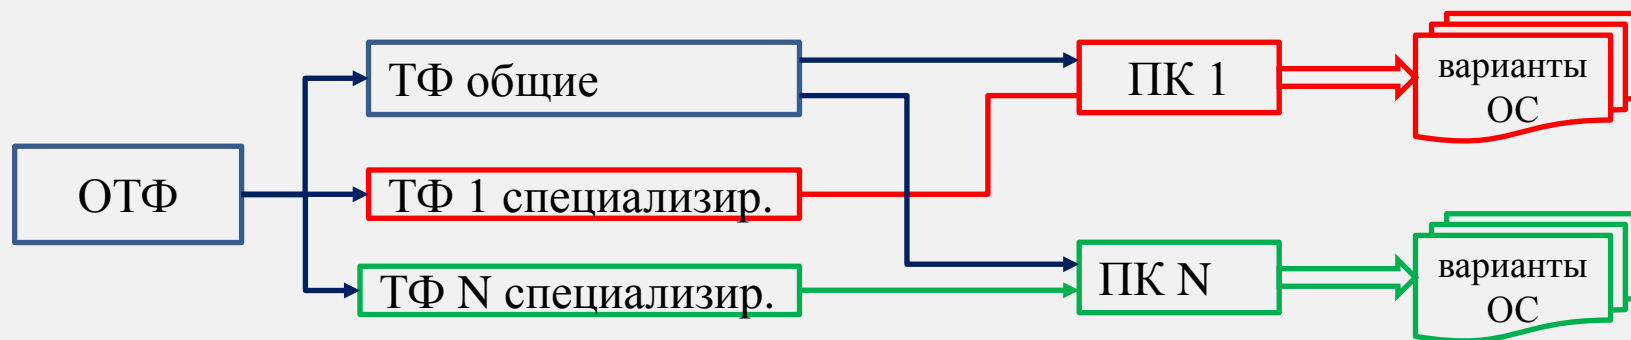 ОТФ
ТФ общие
ТФ 1 специализир.
ТФ N специализир.
ПК 1
ПК N
варианты
ОС
варианты
ОС